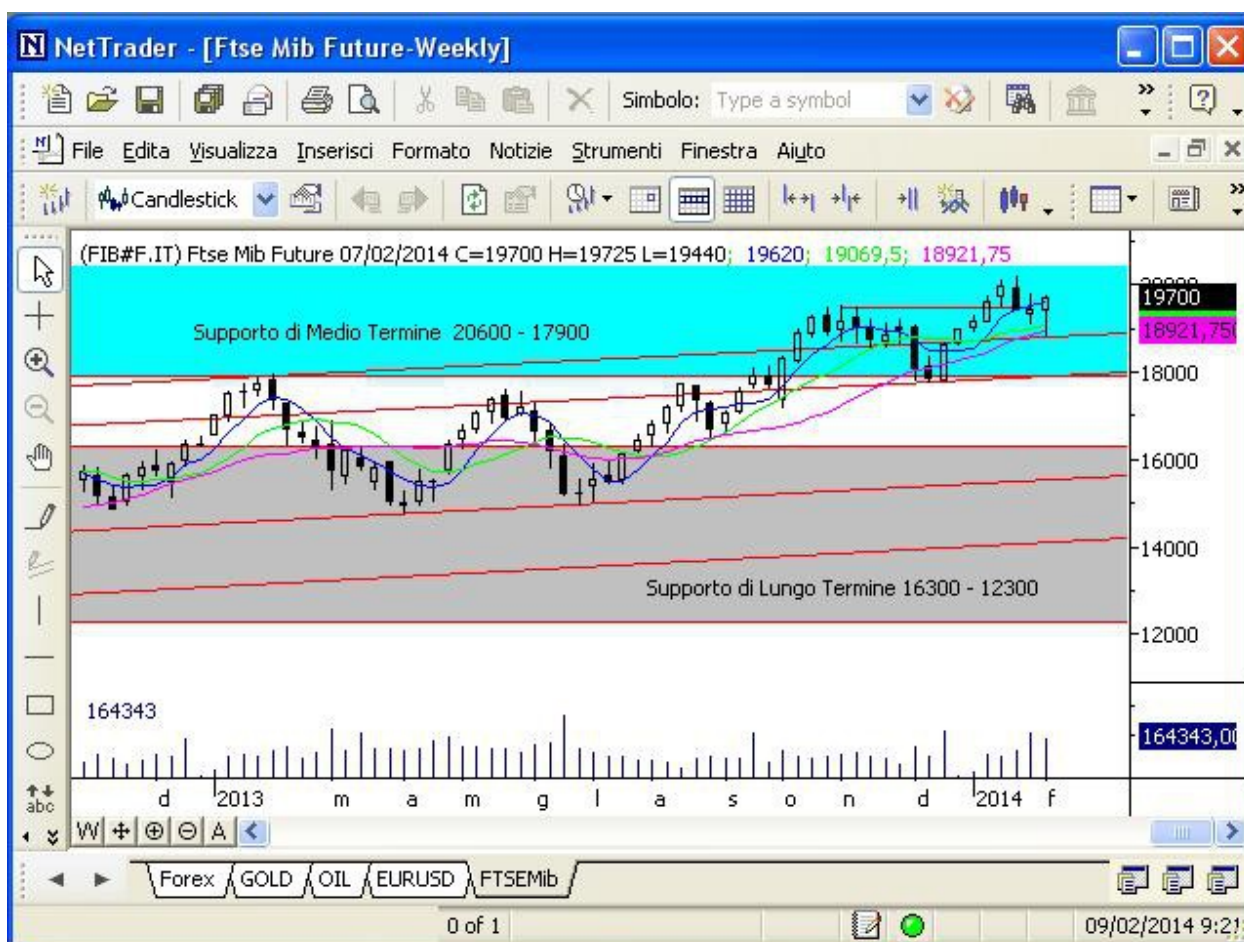 NetTrader - [Ftse Mib Future-Weekly]
Simbolo: Type a symbol
File Edita Visualizza Inserisci Formato Notizie Strumenti Finestra Aiuto
Candlestick
(FIB#F.IT) Ftse Mib Future 07/02/2014 C=19700 H=19725 L=19440; 19620; 19069,5; 18921,75
19700
Supporto di Medio Termine 20600 - 17900
18921,750
18000
16000
14000
Supporto di Lungo Termine 16300 - 12300
12000
164343
164343,00
d 2013 m a m g l a s o n d 2014 f
abc
W A
Forex GOLD OIL EURUSD FTSEMib
0 of 1
09/02/2014 9:21